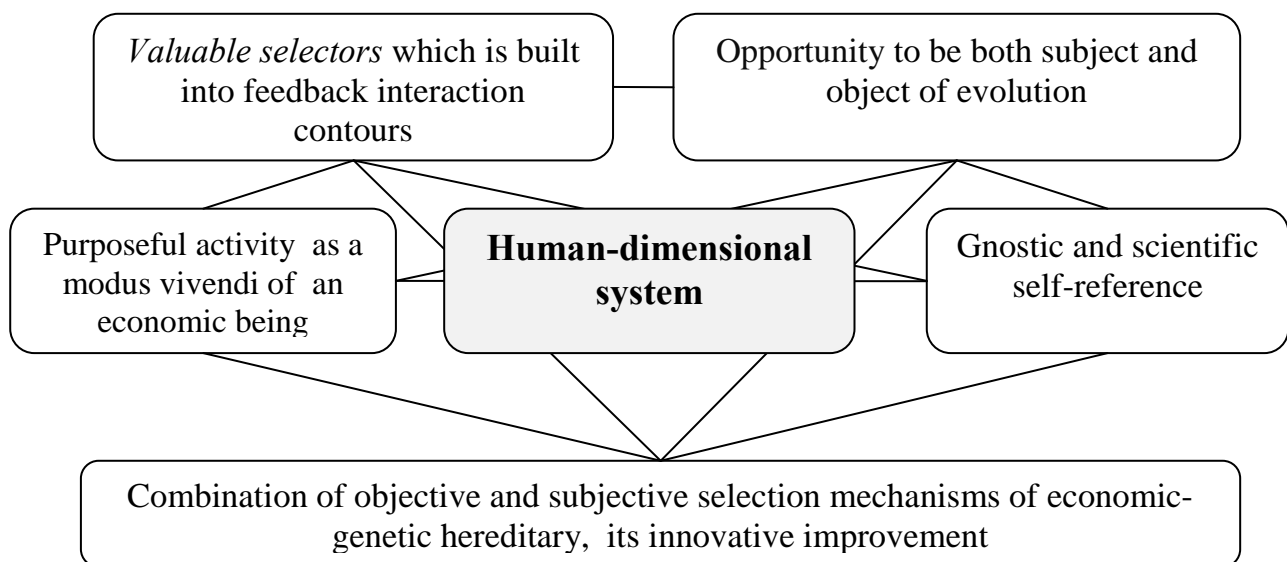 Valuable selectors which is built
into feedback interaction
contours
Opportunity to be both subject and
object of evolution
Purposeful activity as a
modus vivendi of an
economic being
Human-dimensional
system
Gnostic and scientific
self-reference
Combination of objective and subjective selection mechanisms of economic-
genetic hereditary, its innovative improvement